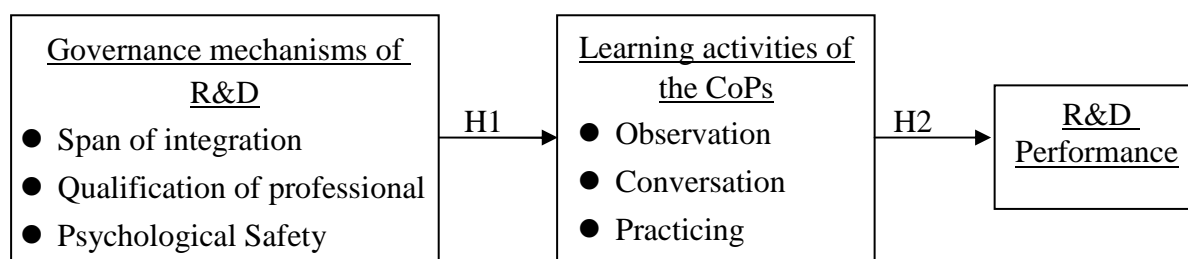 Governance mechanisms of
R&D
● Span of integration
● Qualification of professional
● Psychological Safety
H1
Learning activities of
the CoPs
● Observation
● Conversation
● Practicing
H2
R&D
Performance